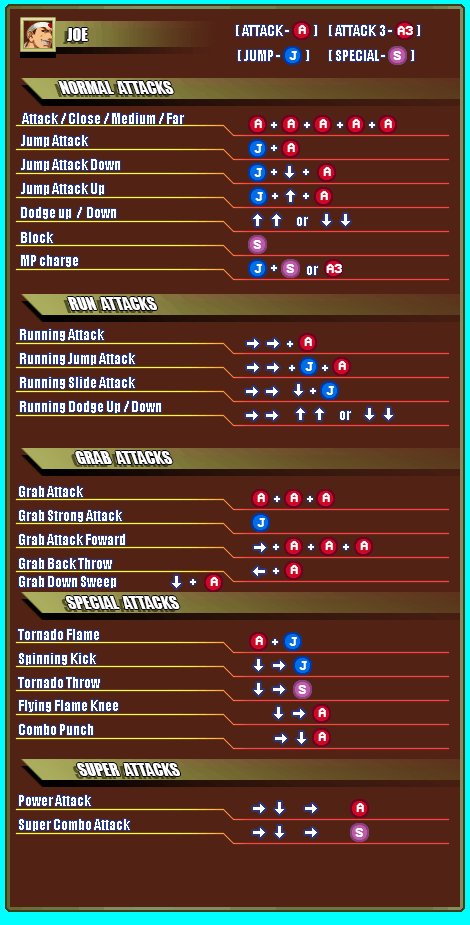 JOE
[ ATTACK - A ] [ ATTACK 3 - A3 ]
[ JUMP - J ] [ SPECIAL - S ]
NORMAL ATTACKS
Attack / Close / Medium / Far A + A + A + A + A
Jump Attack J + A
Jump Attack Down J + ↓ + A
Jump Attack Up J + ↑ + A
Dodge up / Down ↑ ↑ or ↓ ↓
Block S
MP charge J + S or A3
RUN ATTACKS
Running Attack → → + A
Running Jump Attack → → + J + A
Running Slide Attack → → ↓ + J
Running Dodge Up / Down → → ↑ ↑ or ↓ ↓
GRAB ATTACKS
Grab Attack A + A + A
Grab Strong Attack J
Grab Attack Foward → + A + A + A
Grab Back Throw ← + A
Grab Down Sweep ↓ + A
SPECIAL ATTACKS
Tornado Flame A + J
Spinning Kick ↓ → J
Tornado Throw ↓ → S
Flying Flame Knee ↓ → A
Combo Punch → ↓ A
SUPER ATTACKS
Power Attack → ↓ → A
Super Combo Attack → ↓ → S